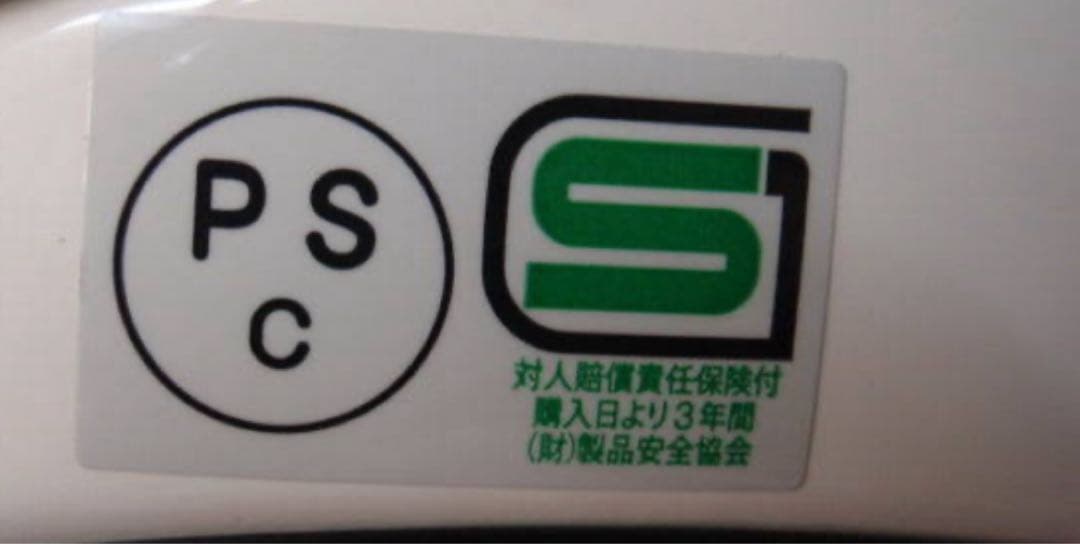 PS
C
SG
対人賠償責任保険付
購入日より3年間
(財)製品安全協会